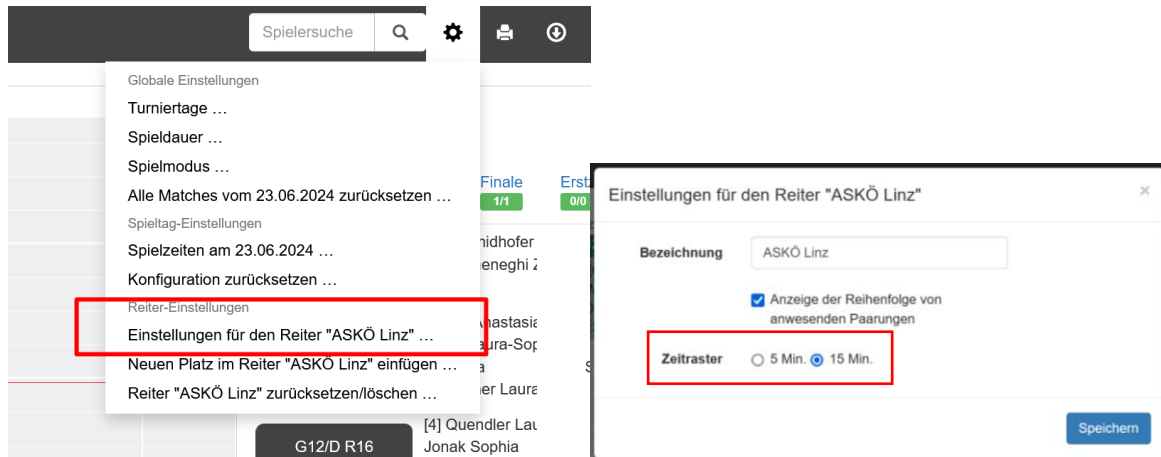 Spielersuche
Globale Einstellungen
Turniertage …
Spieldauer …
Spielmodus …
Alle Matches vom 23.06.2024 zurücksetzen …
Spieltag-Einstellungen
Spielzeiten am 23.06.2024 …
Konfiguration zurücksetzen …
Reiter-Einstellungen
Einstellungen für den Reiter "ASKÖ Linz" …
Neuen Platz im Reiter "ASKÖ Linz" einfügen …
Reiter "ASKÖ Linz" zurücksetzen/löschen …
Finale
1/1
0/0
[4] Quendler
Jonak Sophia
G12/D R16
Einstellungen für den Reiter "ASKÖ Linz"
×
Bezeichnung
ASKÖ Linz
Anzeige der Reihenfolge von
anwesenden Paarungen
Zeitraster 5 Min. 15 Min.
Speichern